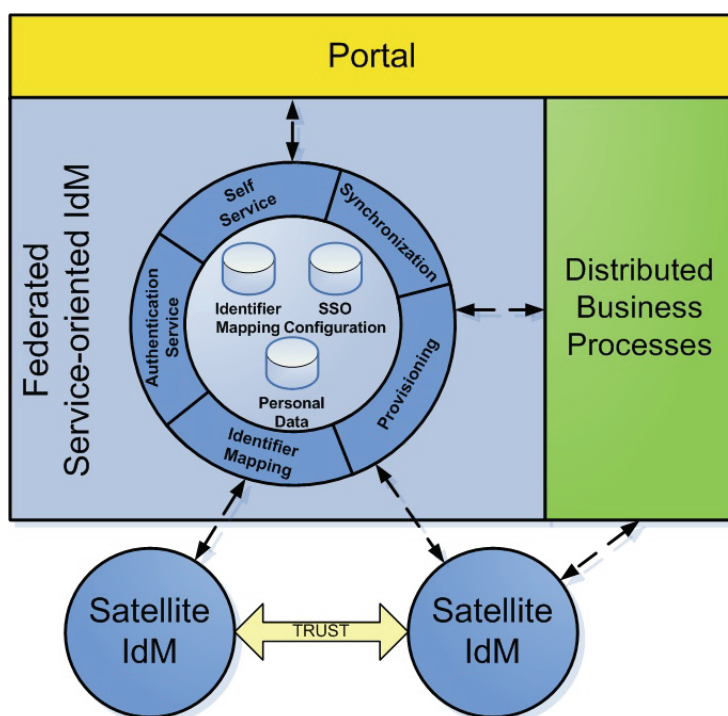 Portal
Federated
Service-oriented IdM
Self
Service
Synchronization
Authentication
Service
Identifier
Mapping
SSO
Configuration
Personal
Data
Provisioning
Identifier
Mapping
Distributed
Business
Processes
Satellite
IdM
TRUST
Satellite
IdM